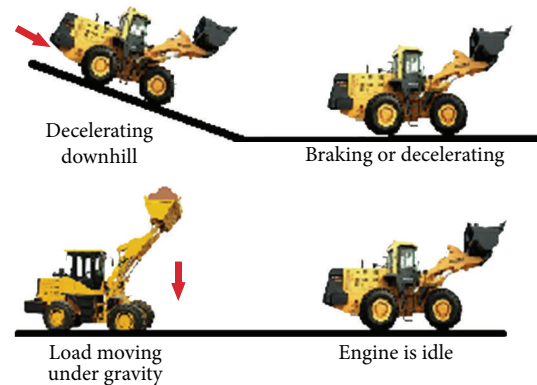 Decelerating
downhill
Braking or decelerating
Load moving
under gravity
Engine is idle